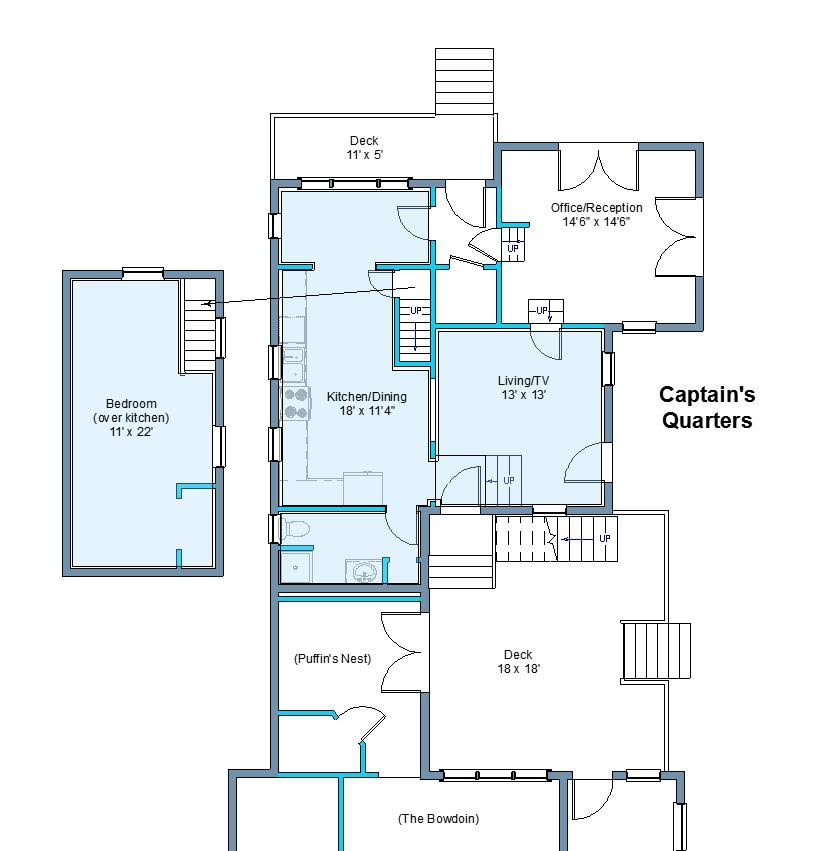 Deck
11' x 5'
Office/Reception
14'6" x 14'6"
UP
UP
UP
Bedroom
(over kitchen)
11' x 22'
Kitchen/Dining
18' x 11'4"
Living/TV
13' x 13'
Captain's
Quarters
UP
UP
(Puffin's Nest)
Deck
18 x 18'
(The Bowdoin)